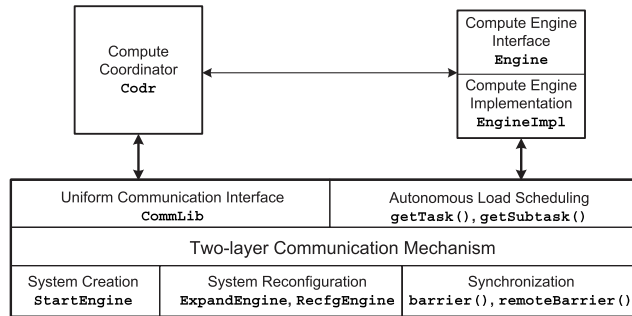 Compute
Coordinator
Codr
Compute Engine
Interface
Engine
Compute Engine
Implementation
EngineImpl
Uniform Communication Interface
CommLib
Autonomous Load Scheduling
getTask(), getSubtask()
Two-layer Communication Mechanism
System Creation
StartEngine
System Reconfiguration
ExpandEngine, RecfgEngine
Synchronization
barrier(), remoteBarrier()